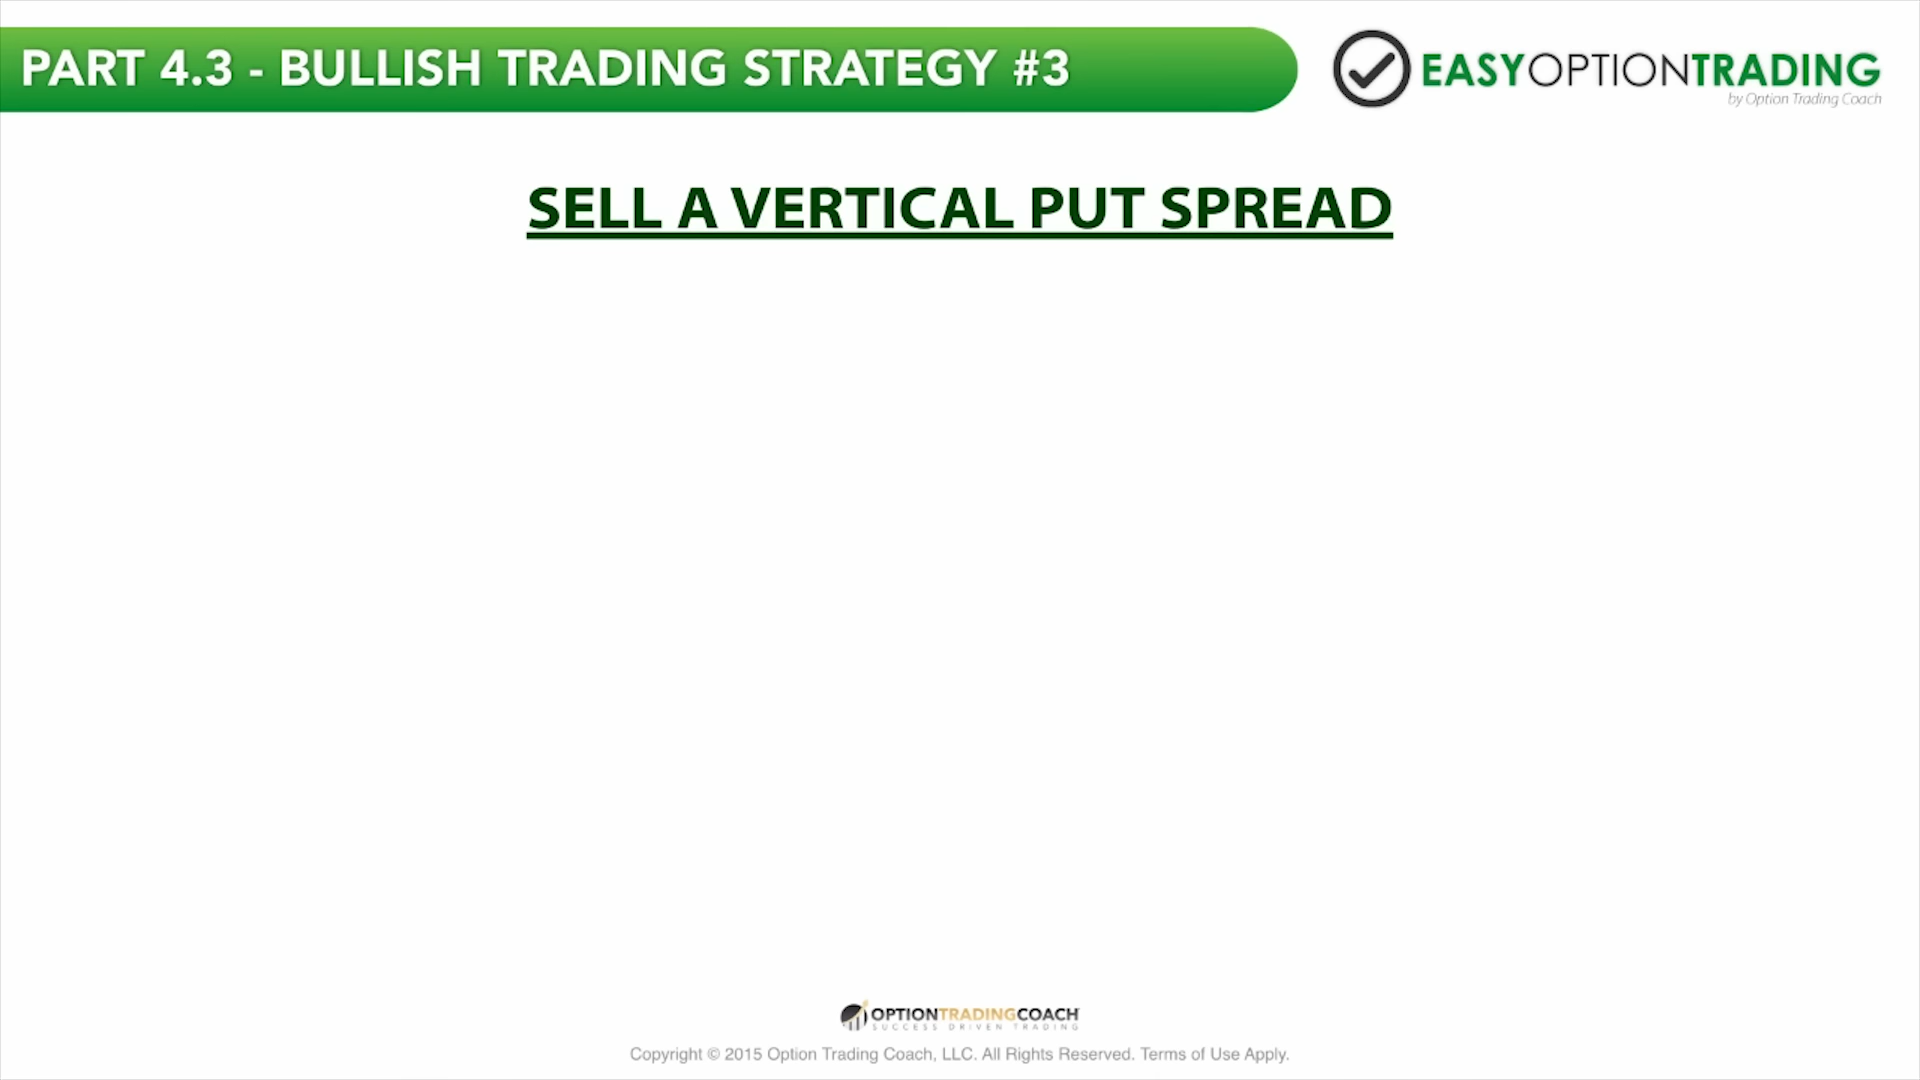 PART 4.3 - BULLISH TRADING STRATEGY #3
EASYOPTIONTRADING
by Option Trading Coach
SELL A VERTICAL PUT SPREAD
OPTIONTRADINGCOACH
SUCCESS DRIVEN TRADING
Copyright © 2015 Option Trading Coach, LLC. All Rights Reserved. Terms of Use Apply.